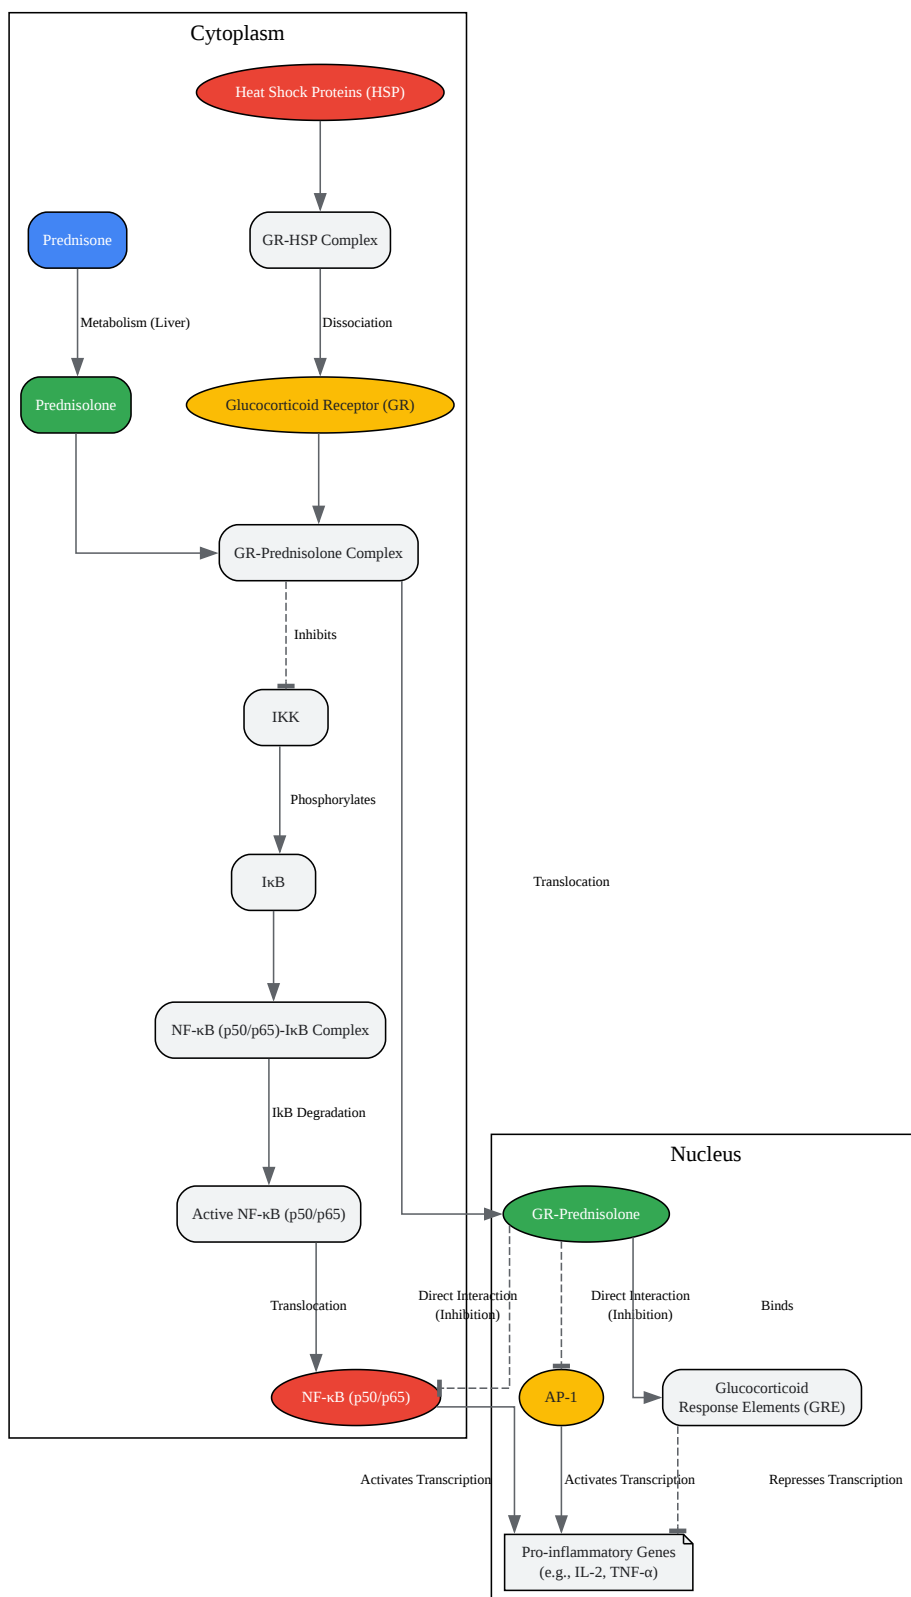 Cytoplasm
Heat Shock Proteins (HSP)
Prednisone
GR-HSP Complex
Metabolism (Liver)
Dissociation
Prednisolone
Glucocorticoid Receptor (GR)
GR-Prednisolone Complex
Inhibits
IKK
Phosphorylates
IκB
Translocation
NF-κB (p50/p65)-IκB Complex
IkB Degradation
Nucleus
Active NF-κB (p50/p65)
GR-Prednisolone
Translocation
Direct Interaction
(Inhibition)
Direct Interaction
(Inhibition)
Binds
NF-κB (p50/p65)
AP-1
Glucocorticoid
Response Elements (GRE)
Activates Transcription
Activates Transcription
Represses Transcription
Pro-inflammatory Genes
(e.g., IL-2, TNF-α)